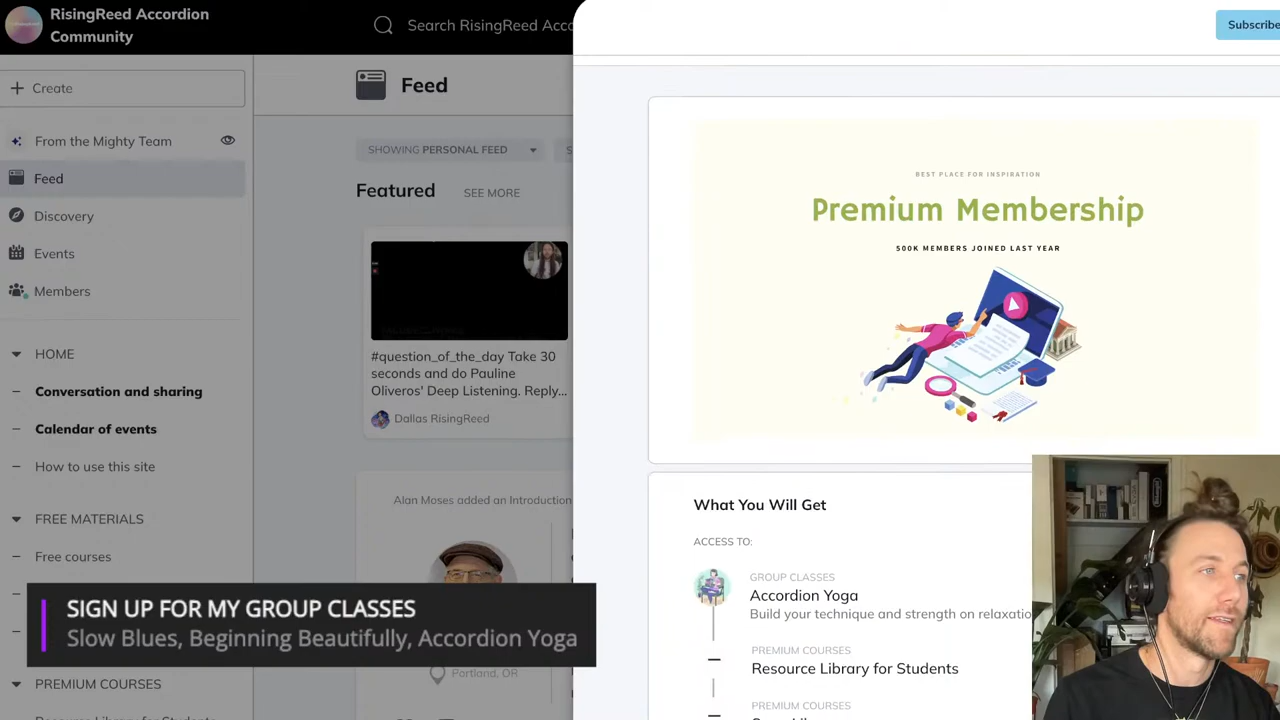 RisingReed Accordion
Community
Search RisingReed Acco
Subscribe
Create
From the Mighty Team
Feed
Discovery
Events
Members
HOME
Conversation and sharing
Calendar of events
How to use this site
FREE MATERIALS
Free courses
PREMIUM COURSES
Resource Library for Students
Feed
SHOWING PERSONAL FEED
Featured
SEE MORE
#question_of_the_day Take 30
seconds and do Pauline
Oliveros' Deep Listening. Reply...
Dallas RisingReed
Alan Moses added an Introduction
Portland, OR
BEST PLACE FOR INSPIRATION
Premium Membership
500K MEMBERS JOINED LAST YEAR
What You Will Get
ACCESS TO:
GROUP CLASSES
Accordion Yoga
Build your technique and strength on relaxatio
PREMIUM COURSES
Resource Library for Students
PREMIUM COURSES
SIGN UP FOR MY GROUP CLASSES
Slow Blues, Beginning Beautifully, Accordion Yoga